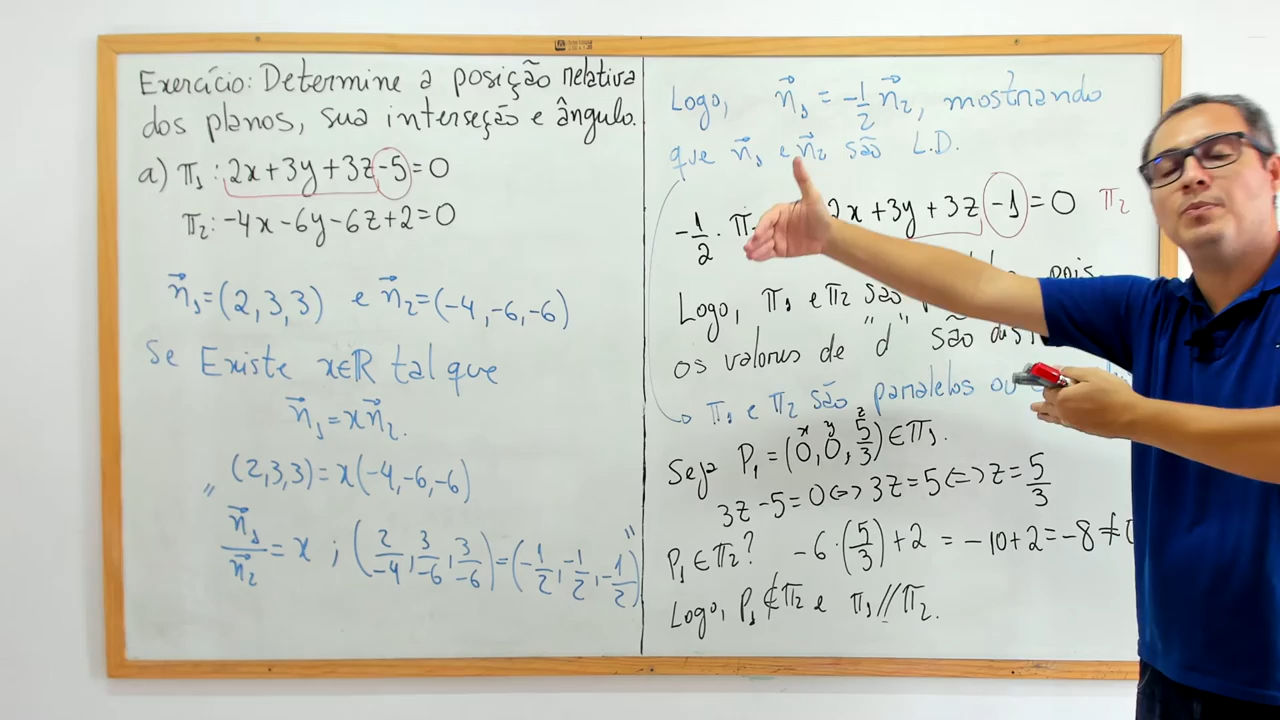 Exercício: Determine a posição relativa
dos planos, sua interseção e ângulo.
a) π₁: 2x+3y+3z-5=0
π₂: -4x-6y-6z+2=0
n⃗₁=(2,3,3) e n⃗₂=(-4,-6,-6)
Se Existe x∈ℝ tal que
n⃗₁=xn⃗₂.
(2,3,3)=x(-4,-6,-6)
" n⃗₁/n⃗₂=x ; (2/-4,3/-6,3/-6)=(-1/2,-1/2,-1/2) "
Logo, n⃗₁=-1/2 n⃗₂, mostrando
que n⃗₁ e n⃗₂ são L.D.
-1/2 · π 2x+3y+3z-1=0 π₂
Logo, π₁ e π₂ são pois
os valores de "d" são
π₁ e π₂ são paralelos ou
x y z
Seja P₁=(0,0,5/3)∈π₁.
3z-5=0⇔3z=5⇔z=5/3
P₁∈π₂? -6·(5/3)+2=-10+2=-8≠0
Logo, P₁∉π₂ e π₁//π₂.